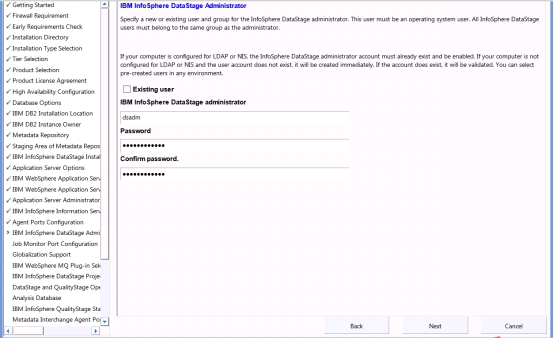 Getting Started
Firewall Requirement
Early Requirements Check
Installation Directory
Installation Type Selection
Tier Selection
Product Selection
Product License Agreement
High Availability Configuration
Database Options
IBM DB2 Installation Location
IBM DB2 Instance Owner
Metadata Repository
Staging Area of Metadata Repos
IBM InfoSphere DataStage Instal
Application Server Options
IBM WebSphere Application Serv
IBM WebSphere Application Serv
Application Server Administrator
IBM InfoSphere Information Serv
Agent Ports Configuration
IBM InfoSphere DataStage Admi
Job Monitor Port Configuration
Globalization Support
IBM WebSphere MQ Plug-in Sele
IBM InfoSphere DataStage Proje
DataStage and QualityStage Ope
Analysis Database
IBM InfoSphere QualityStage Sta
Metadata Interchange Agent Po
IBM InfoSphere DataStage Administrator
Specify a new or existing user and group for the InfoSphere DataStage administrator. This user must be an operating system user. All InfoSphere DataStage
users must belong to the same group as the administrator.
If your computer is configured for LDAP or NIS, the InfoSphere DataStage administrator account must already exist and be enabled. If your computer is not
configured for LDAP or NIS and the user account does not exist, it will be created immediately. If the account does exist, it will be validated. You can select
pre-created users in any environment.
Existing user
IBM InfoSphere DataStage administrator
dsadm
Password
••••••••••••
Confirm password.
••••••••••••
Back Next Cancel